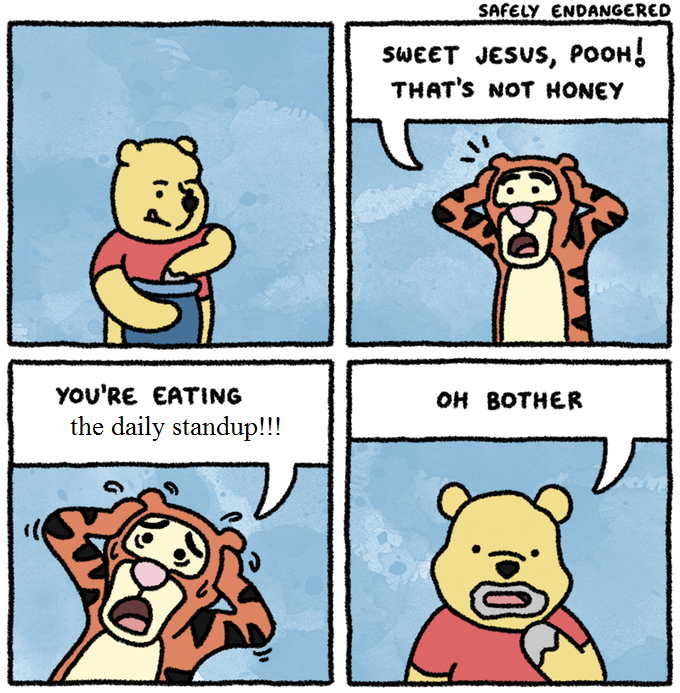 SAFELY ENDANGERED
SWEET JESUS, POOH!
THAT'S NOT HONEY
YOU'RE EATING
the daily standup!!!
OH BOTHER